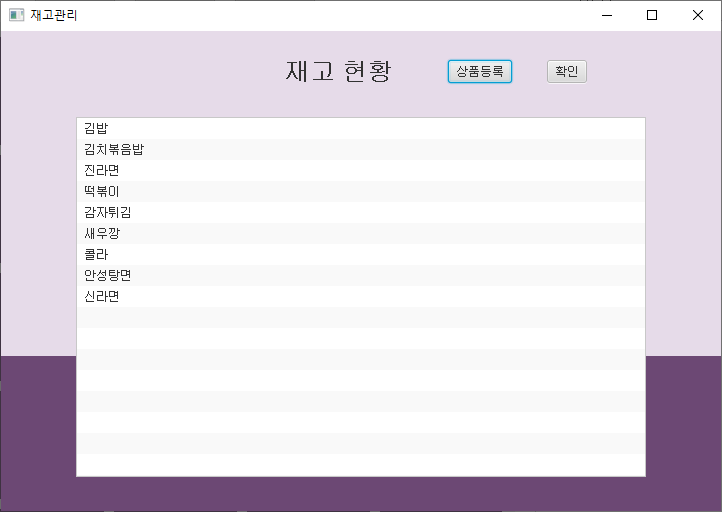 재고관리
재고 현황 상품등록 확인
김밥
김치볶음밥
진라면
떡볶이
감자튀김
새우깡
콜라
안성탕면
신라면